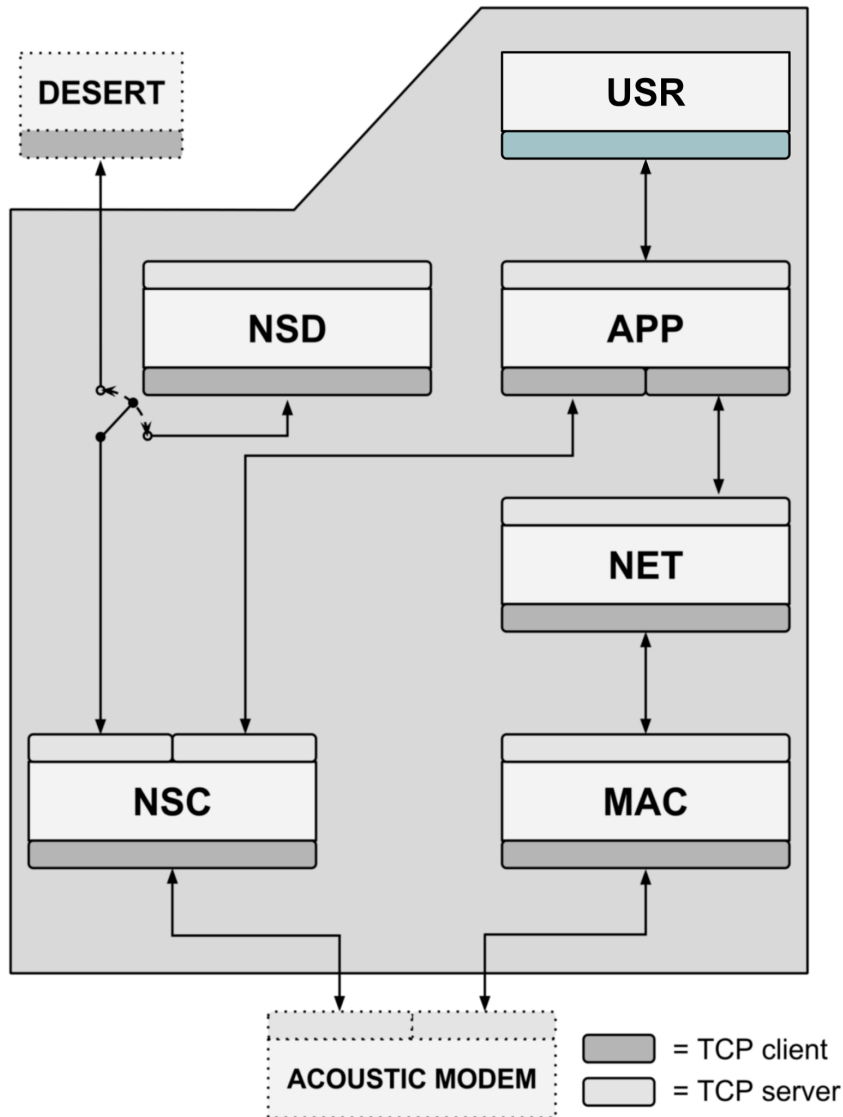 DESERT
USR
NSD
APP
NET
NSC
MAC
ACOUSTIC MODEM
= TCP client
= TCP server